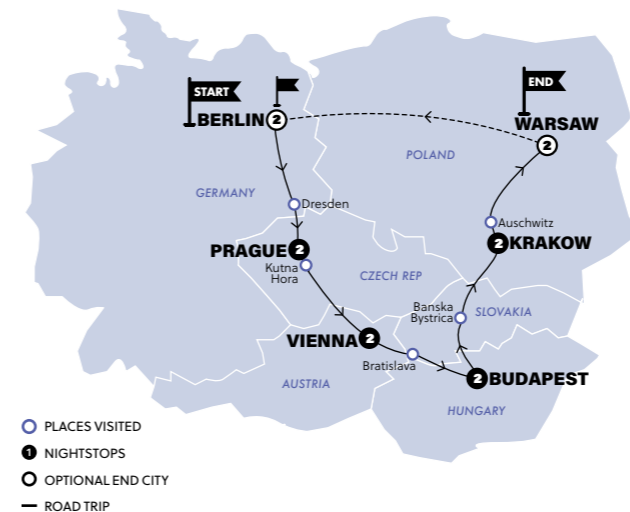 START
END
BERLIN
2
WARSAW
2
POLAND
GERMANY
Dresden
Auschwitz
PRAGUE
2
2
KRAKOW
Kutna
Hora
CZECH REP
Banska
Bystrica
SLOVAKIA
VIENNA
2
Bratislava
2
BUDAPEST
AUSTRIA
HUNGARY
PLACES VISITED
1
NIGHTSTOPS
OPTIONAL END CITY
ROAD TRIP